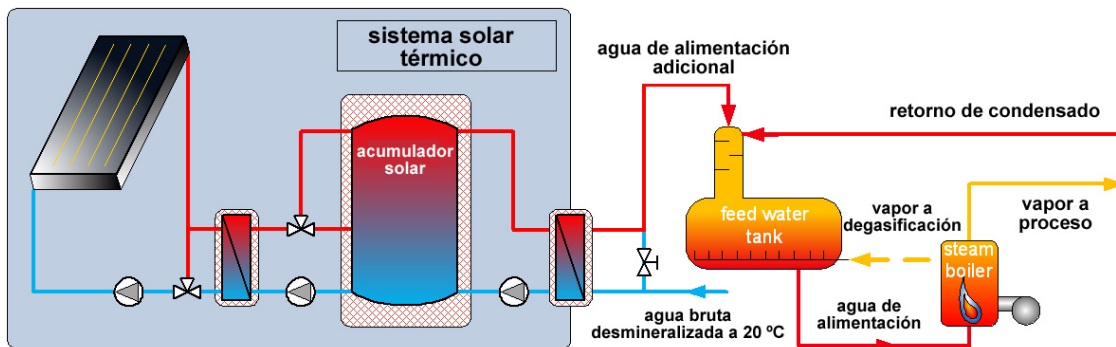 sistema solar
térmico
acumulador
solar
agua de alimentación
adicional
retorno de condensado
feed water
tank
vapor a
degasificación
vapor a
proceso
steam
boiler
agua bruta
desmineralizada a 20 ºC
agua de
alimentación